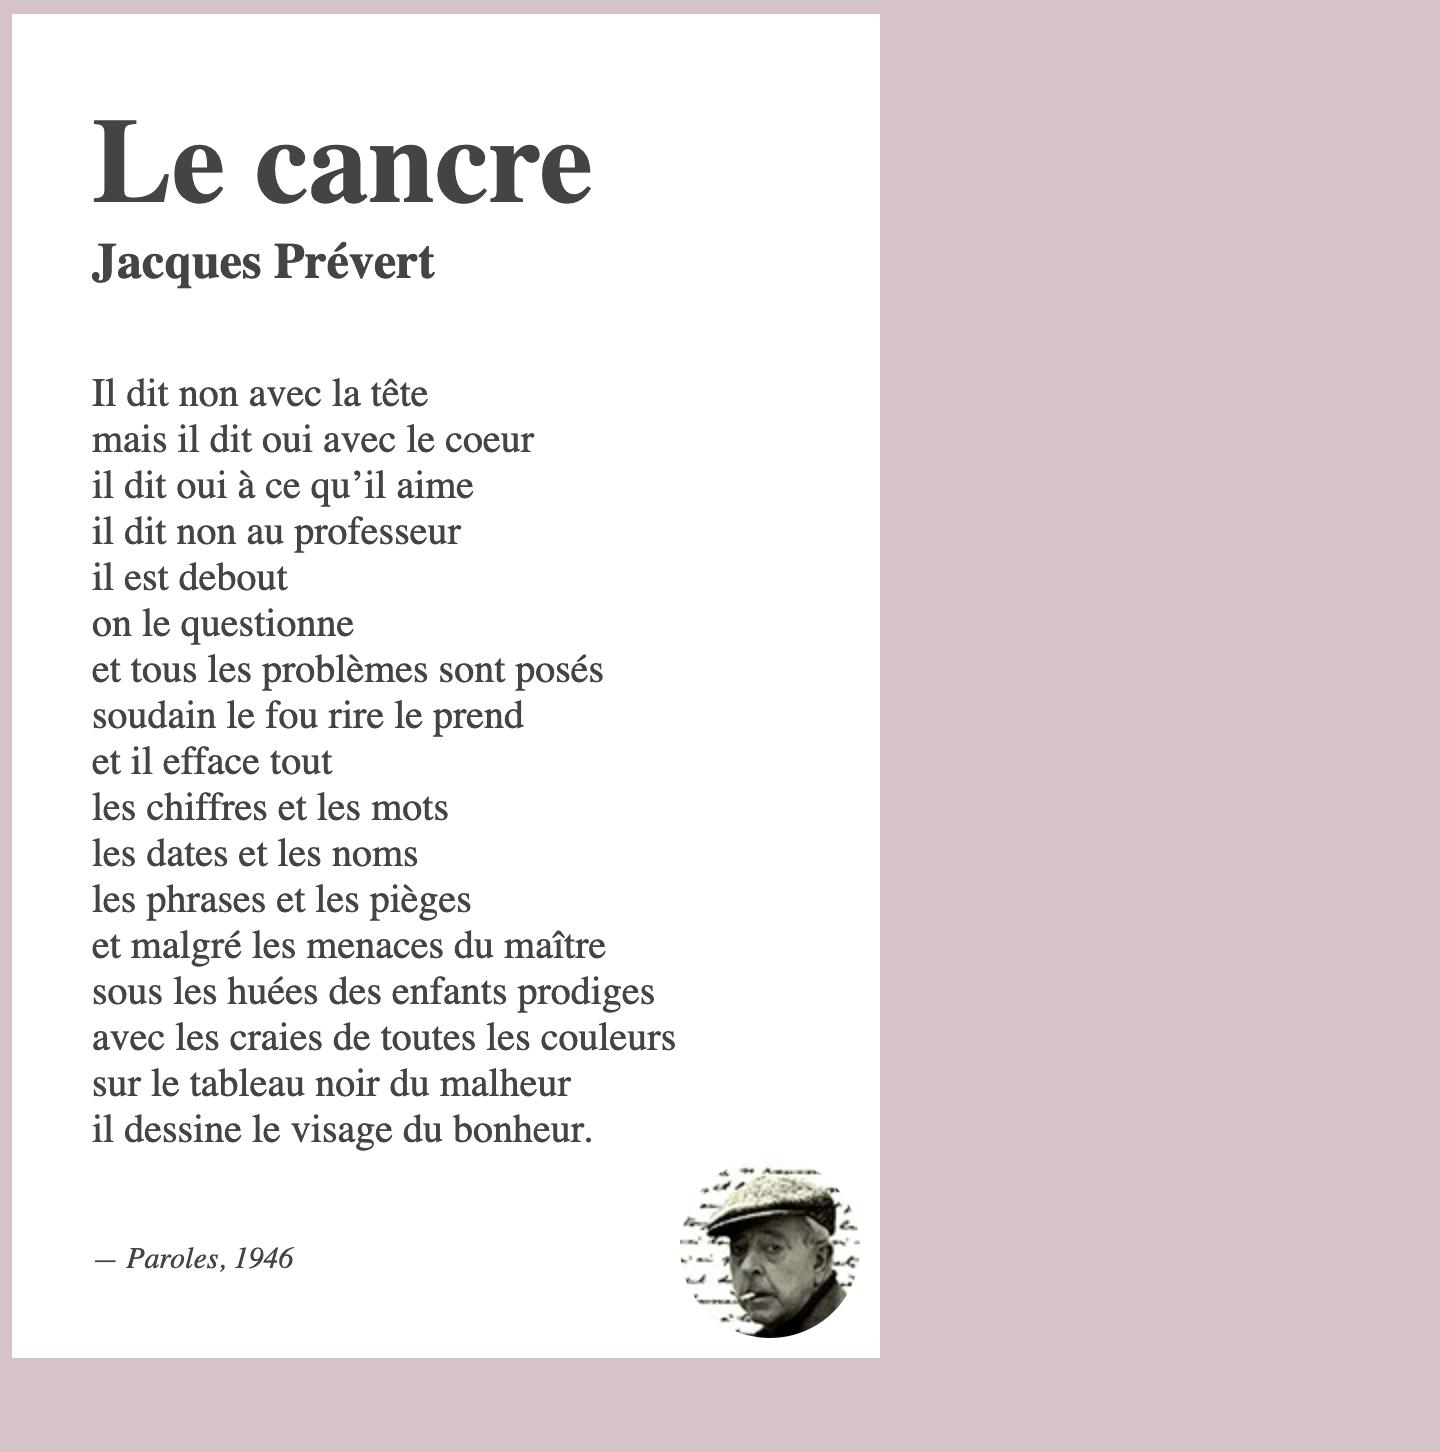 Le cancre
Jacques Prévert
Il dit non avec la tête
mais il dit oui avec le coeur
il dit oui à ce qu’il aime
il dit non au professeur
il est debout
on le questionne
et tous les problèmes sont posés
soudain le fou rire le prend
et il efface tout
les chiffres et les mots
les dates et les noms
les phrases et les pièges
et malgré les menaces du maître
sous les huées des enfants prodiges
avec les craies de toutes les couleurs
sur le tableau noir du malheur
il dessine le visage du bonheur.
— Paroles, 1946